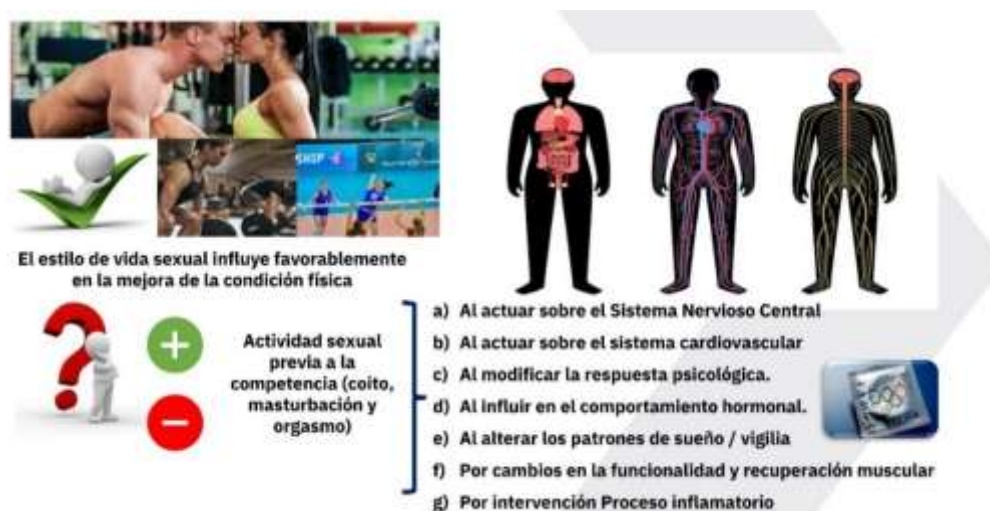 SHIP
El estilo de vida sexual influye favorablemente
en la mejora de la condición física
Actividad sexual
previa a la
competencia (coito,
masturbación y
orgasmo)
a) Al actuar sobre el Sistema Nervioso Central
b) Al actuar sobre el sistema cardiovascular
c) Al modificar la respuesta psicológica.
d) Al influir en el comportamiento hormonal.
e) Al alterar los patrones de sueño / vigilia
f) Por cambios en la funcionalidad y recuperación muscular
g) Por intervención Proceso inflamatorio